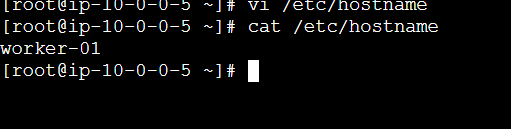 [root@ip-10-0-0-5 ~]# vi /etc/hostname
[root@ip-10-0-0-5 ~]# cat /etc/hostname
worker-01
[root@ip-10-0-0-5 ~]#